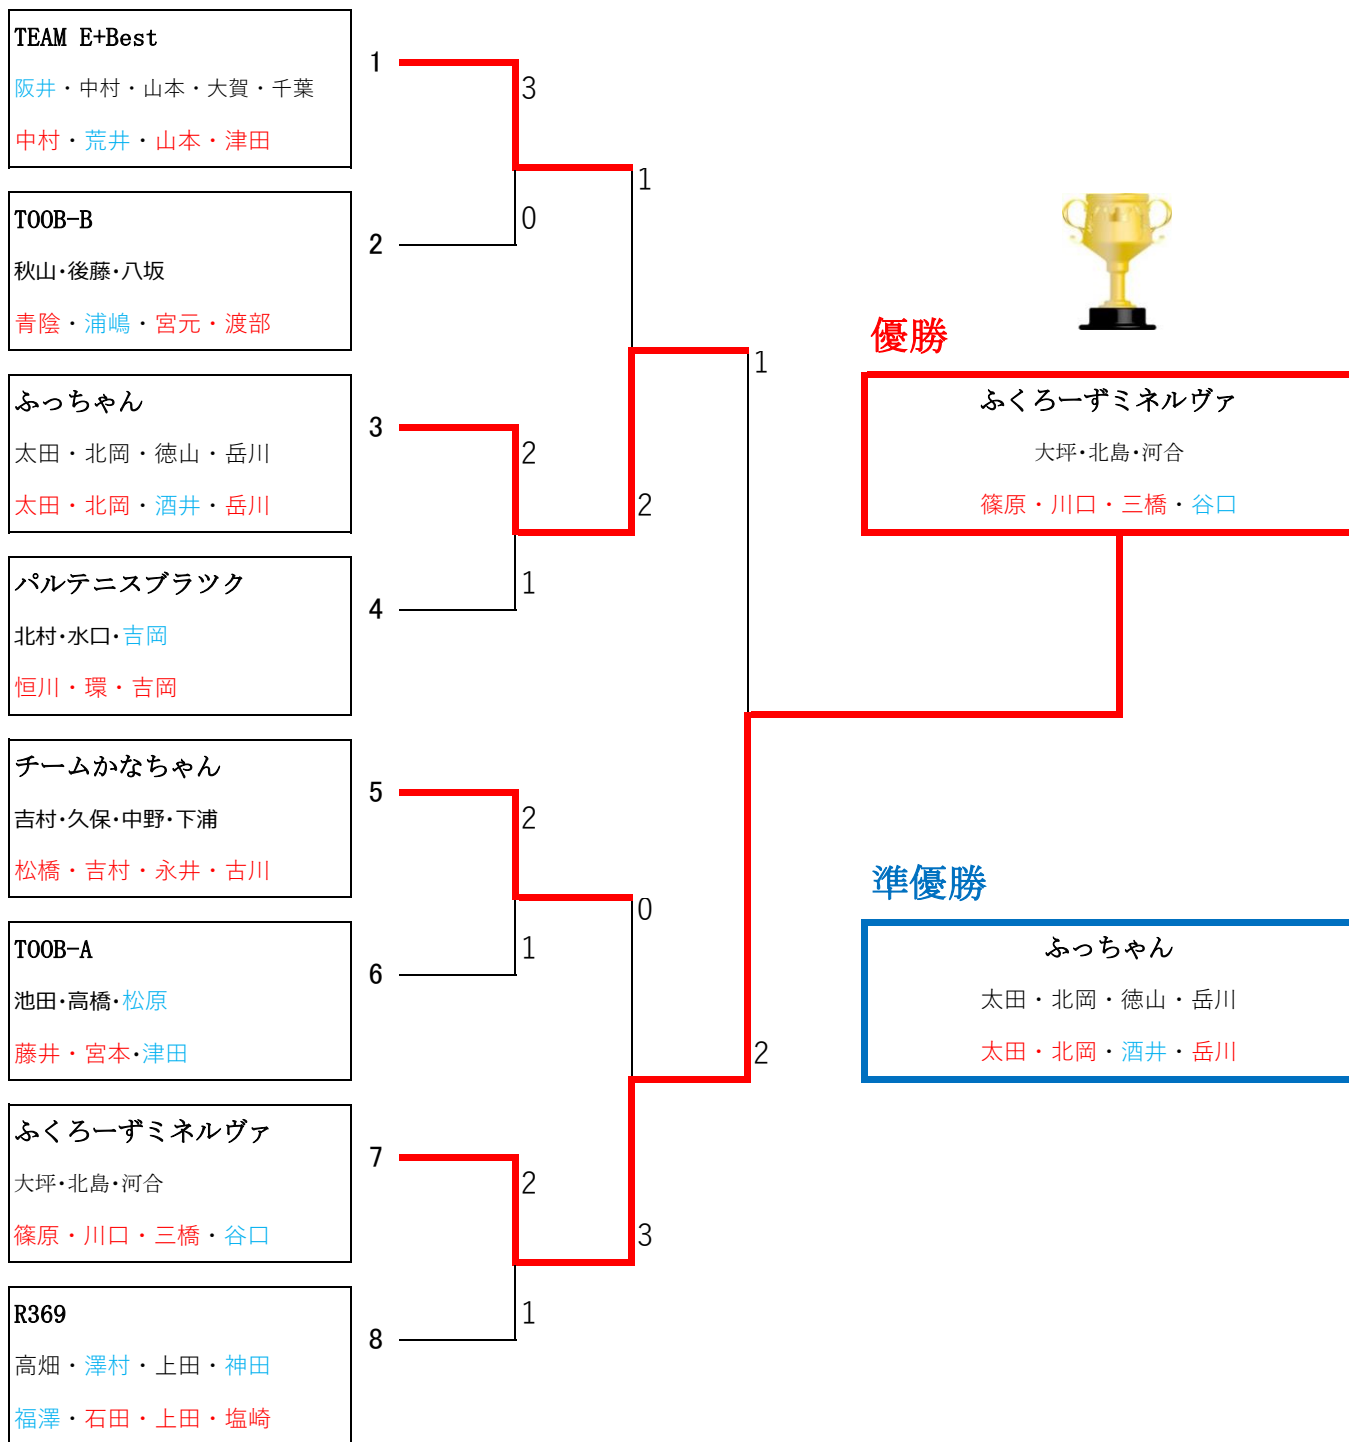 TEAM E+Best
阪井・中村・山本・大賀・千葉
中村・荒井・山本・津田
1
3
1
TOOB-B
秋山・後藤・八坂
青陰・浦嶋・宮元・渡部
2
0
ふっちゃん
太田・北岡・徳山・岳川
太田・北岡・酒井・岳川
3
2
2
1
パルテニスブラツク
北村・水口・吉岡
恒川・環・吉岡
4
1
チームかなちゃん
吉村・久保・中野・下浦
松橋・吉村・永井・古川
5
2
0
TOOB-A
池田・高橋・松原
藤井・宮本・津田
6
1
2
ふくろーずミネルヴァ
大坪・北島・河合
篠原・川口・三橋・谷口
7
2
3
R369
高畑・澤村・上田・神田
福澤・石田・上田・塩崎
8
1
優勝
ふくろーずミネルヴァ
大坪・北島・河合
篠原・川口・三橋・谷口
準優勝
ふっちゃん
太田・北岡・徳山・岳川
太田・北岡・酒井・岳川